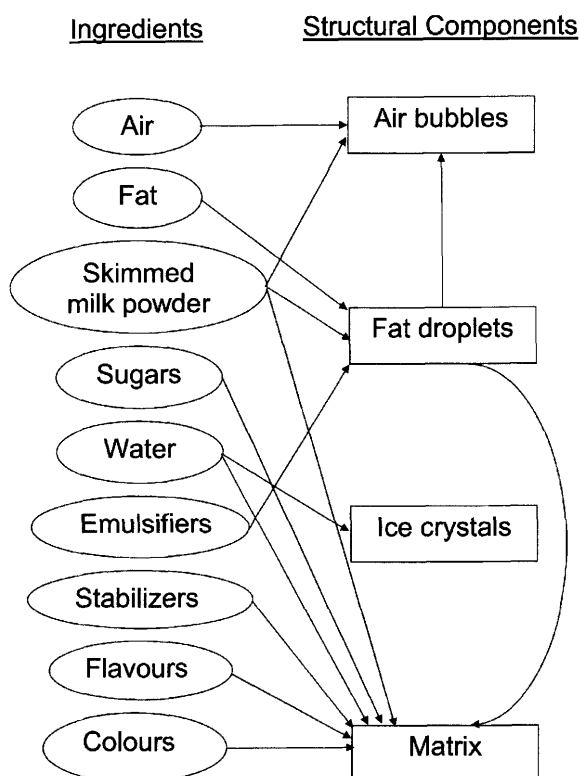 Ingredients
Structural Components
Air
Air bubbles
Fat
Skimmed
milk powder
Fat droplets
Sugars
Water
Emulsifiers
Ice crystals
Stabilizers
Flavours
Colours
Matrix